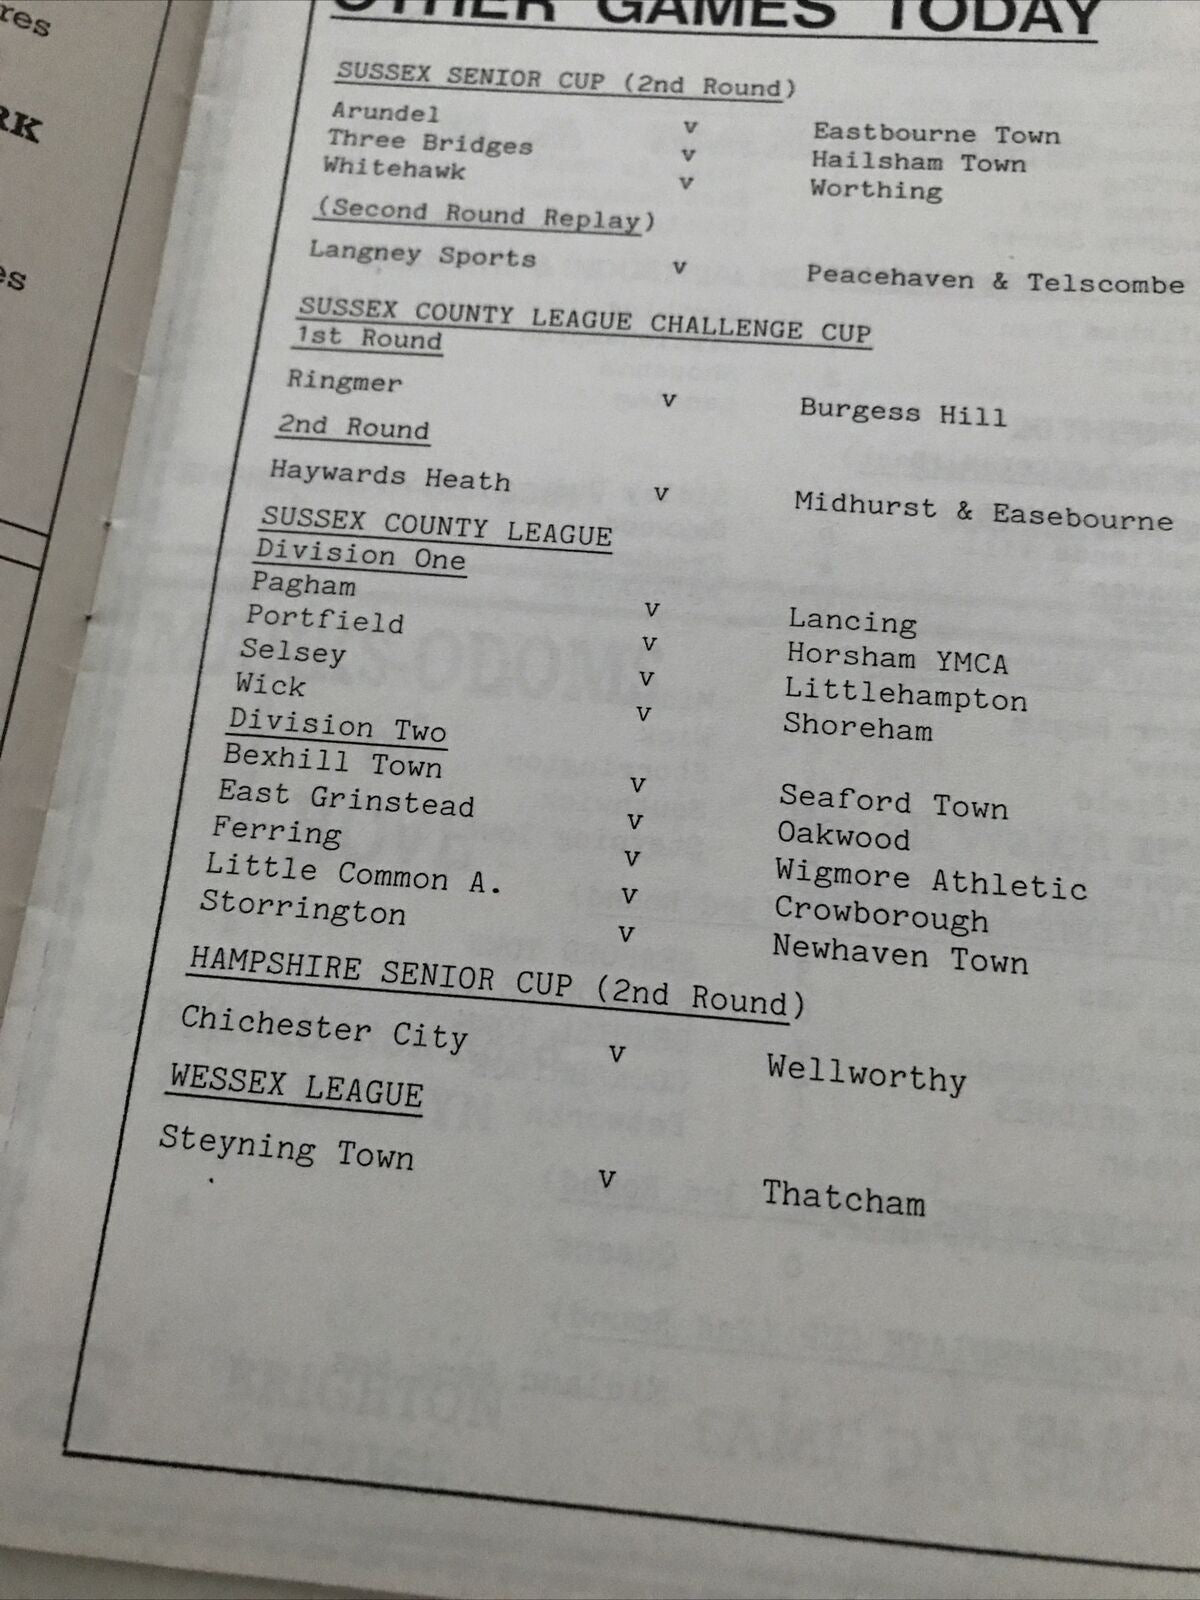 OTHER GAMES TODAY
SUSSEX SENIOR CUP (2nd Round)
Arundel v Eastbourne Town
Three Bridges v Hailsham Town
Whitehawk v Worthing
(Second Round Replay)
Langney Sports v Peacehaven & Telscombe
SUSSEX COUNTY LEAGUE CHALLENGE CUP
1st Round
Ringmer v Burgess Hill
2nd Round
Haywards Heath v Midhurst & Easebourne
SUSSEX COUNTY LEAGUE
Division One
Pagham v Lancing
Portfield v Horsham YMCA
Selsey v Littlehampton
Wick v Shoreham
Division Two
Bexhill Town v Seaford Town
East Grinstead v Oakwood
Ferring v Wigmore Athletic
Little Common A. v Crowborough
Storrington v Newhaven Town
HAMPSHIRE SENIOR CUP (2nd Round)
Chichester City v Wellworthy
WESSEX LEAGUE
Steyning Town v Thatcham